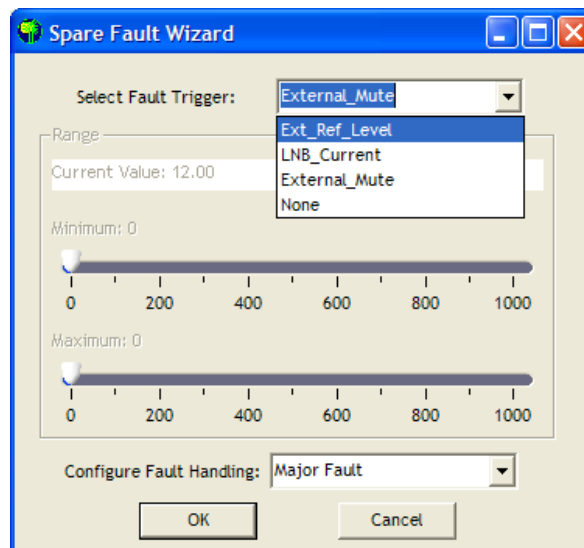 Spare Fault Wizard
Select Fault Trigger: External_Mute
Ext_Ref_Level
LNB_Current
External_Mute
None
Range
Current Value: 12.00
Minimum: 0
0 200 400 600 800 1000
Maximum: 0
0 200 400 600 800 1000
Configure Fault Handling: Major Fault
OK Cancel